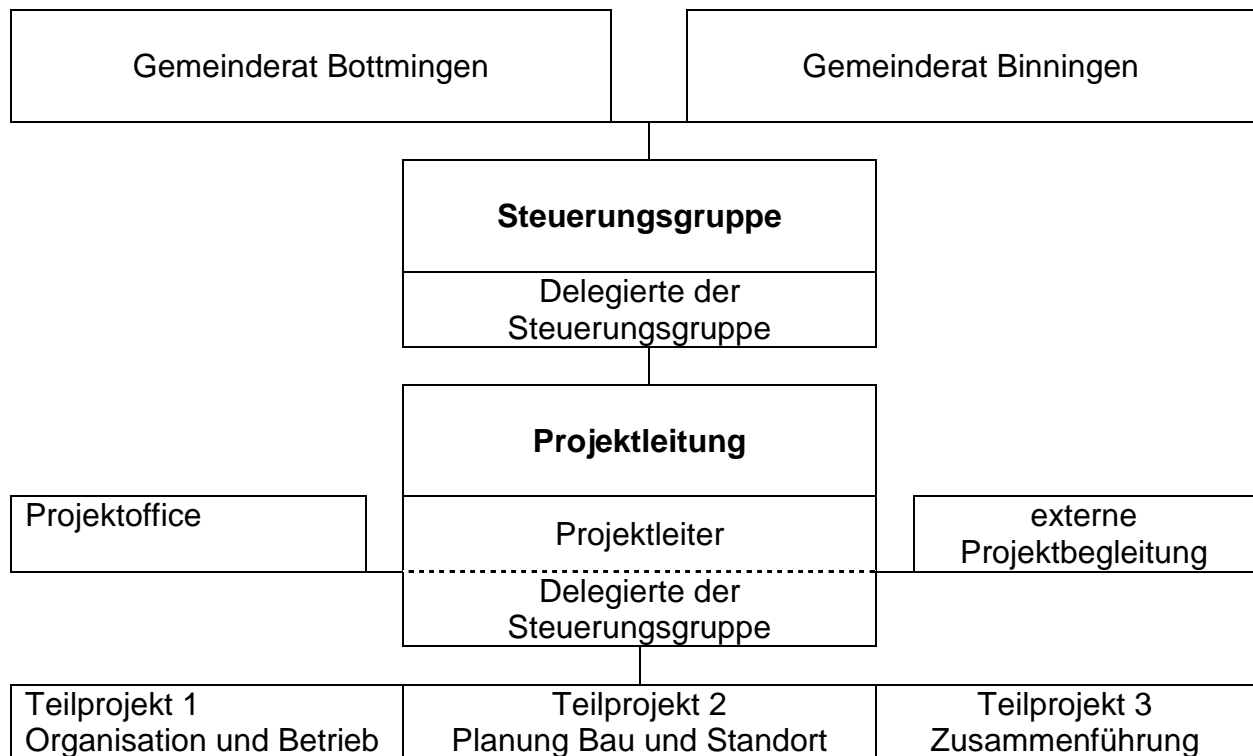 Gemeinderat Bottmingen
Gemeinderat Binningen
Steuerungsgruppe
Delegierte der
Steuerungsgruppe
Projektleitung
Projektoffice
Projektleiter
externe
Projektbegleitung
Delegierte der
Steuerungsgruppe
Teilprojekt 1
Organisation und Betrieb
Teilprojekt 2
Planung Bau und Standort
Teilprojekt 3
Zusammenführung